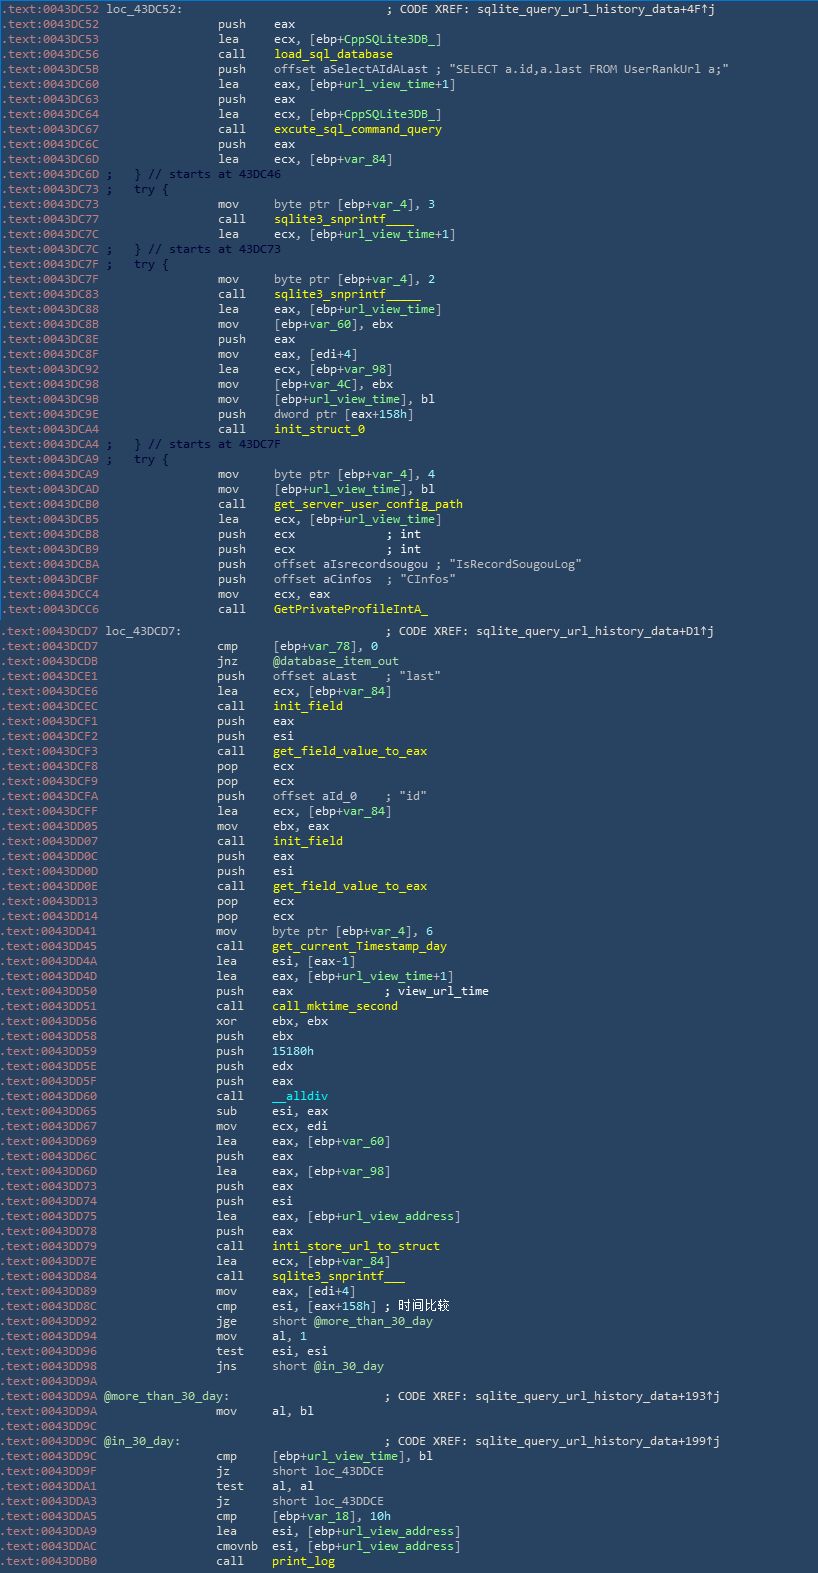 .text:0043DC52 loc_43DC52: ; CODE XREF: sqlite_query_url_history_data+4F↑j
.text:0043DC52 push eax
.text:0043DC53 lea ecx, [ebp+CppSQLite3DB_]
.text:0043DC56 call load_sql_database
.text:0043DC5B push offset aSelectAIdALast ; "SELECT a.id,a.last FROM UserRankUrl a;"
.text:0043DC60 lea eax, [ebp+url_view_time+1]
.text:0043DC63 push eax
.text:0043DC64 lea ecx, [ebp+CppSQLite3DB_]
.text:0043DC67 call excute_sql_command_query
.text:0043DC6C push eax
.text:0043DC6D lea ecx, [ebp+var_84]
.text:0043DC6D ; } // starts at 43DC46
.text:0043DC73 ; try {
.text:0043DC73 mov byte ptr [ebp+var_4], 3
.text:0043DC77 call sqlite3_snprintf____
.text:0043DC7C lea ecx, [ebp+url_view_time+1]
.text:0043DC7C ; } // starts at 43DC73
.text:0043DC7F ; try {
.text:0043DC7F mov byte ptr [ebp+var_4], 2
.text:0043DC83 call sqlite3_snprintf_____
.text:0043DC88 lea eax, [ebp+url_view_time]
.text:0043DC8B mov [ebp+var_60], ebx
.text:0043DC8E push eax
.text:0043DC8F mov eax, [edi+4]
.text:0043DC92 lea ecx, [ebp+var_98]
.text:0043DC98 mov [ebp+var_4C], ebx
.text:0043DC9B mov [ebp+url_view_time], bl
.text:0043DC9E push dword ptr [eax+158h]
.text:0043DCA4 call init_struct_0
.text:0043DCA4 ; } // starts at 43DC7F
.text:0043DCA9 ; try {
.text:0043DCA9 mov byte ptr [ebp+var_4], 4
.text:0043DCAD mov [ebp+url_view_time], bl
.text:0043DCB0 call get_server_user_config_path
.text:0043DCB5 lea ecx, [ebp+url_view_time]
.text:0043DCB8 push ecx ; int
.text:0043DCB9 push ecx ; int
.text:0043DCBA push offset aIsrecordsougou ; "IsRecordSougouLog"
.text:0043DCBF push offset aCinfos ; "CInfos"
.text:0043DCC4 mov ecx, eax
.text:0043DCC6 call GetPrivateProfileIntA_
.text:0043DCD7 loc_43DCD7: ; CODE XREF: sqlite_query_url_history_data+D1↑j
.text:0043DCD7 cmp [ebp+var_78], 0
.text:0043DCDB jnz @database_item_out
.text:0043DCE1 push offset aLast ; "last"
.text:0043DCE6 lea ecx, [ebp+var_84]
.text:0043DCEC call init_field
.text:0043DCF1 push eax
.text:0043DCF2 push esi
.text:0043DCF3 call get_field_value_to_eax
.text:0043DCF8 pop ecx
.text:0043DCF9 pop ecx
.text:0043DCFA push offset aId_0 ; "id"
.text:0043DCFF lea ecx, [ebp+var_84]
.text:0043DD05 mov ebx, eax
.text:0043DD07 call init_field
.text:0043DD0C push eax
.text:0043DD0D push esi
.text:0043DD0E call get_field_value_to_eax
.text:0043DD13 pop ecx
.text:0043DD14 pop ecx
.text:0043DD41 mov byte ptr [ebp+var_4], 6
.text:0043DD45 call get_current_Timestamp_day
.text:0043DD4A lea esi, [eax-1]
.text:0043DD4D lea eax, [ebp+url_view_time+1]
.text:0043DD50 push eax ; view_url_time
.text:0043DD51 call call_mktime_second
.text:0043DD56 xor ebx, ebx
.text:0043DD58 push ebx
.text:0043DD59 push 15180h
.text:0043DD5E push edx
.text:0043DD5F push eax
.text:0043DD60 call __alldiv
.text:0043DD65 sub esi, eax
.text:0043DD67 mov ecx, edi
.text:0043DD69 lea eax, [ebp+var_60]
.text:0043DD6C push eax
.text:0043DD6D lea eax, [ebp+var_98]
.text:0043DD73 push eax
.text:0043DD74 push esi
.text:0043DD75 lea eax, [ebp+url_view_address]
.text:0043DD78 push eax
.text:0043DD79 call inti_store_url_to_struct
.text:0043DD7E lea ecx, [ebp+var_84]
.text:0043DD84 call sqlite3_snprintf___
.text:0043DD89 mov eax, [edi+4]
.text:0043DD8C cmp esi, [eax+158h] ; 时间比较
.text:0043DD92 jge short @more_than_30_day
.text:0043DD94 mov al, 1
.text:0043DD96 test esi, esi
.text:0043DD98 jns short @in_30_day
.text:0043DD9A
.text:0043DD9A @more_than_30_day: ; CODE XREF: sqlite_query_url_history_data+193↑j
.text:0043DD9A mov al, bl
.text:0043DD9C
.text:0043DD9C @in_30_day: ; CODE XREF: sqlite_query_url_history_data+199↑j
.text:0043DD9C cmp [ebp+url_view_time], bl
.text:0043DD9F jz short loc_43DDCE
.text:0043DDA1 test al, al
.text:0043DDA3 jz short loc_43DDCE
.text:0043DDA5 cmp [ebp+var_18], 10h
.text:0043DDA9 lea esi, [ebp+url_view_address]
.text:0043DDAC cmovnb esi, [ebp+url_view_address]
.text:0043DDB0 call print_log